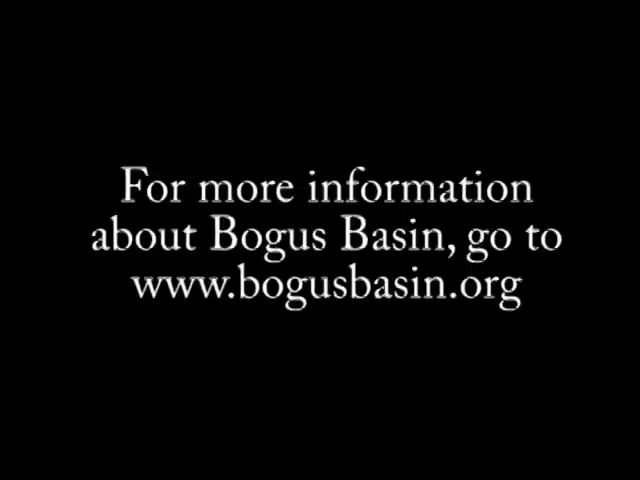 For more information
about Bogus Basin, go to
www.bogusbasin.org